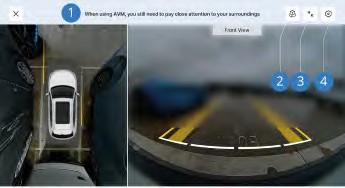 1 When using AVM, you still need to pay close attention to your surroundings
Front View
2 3 4